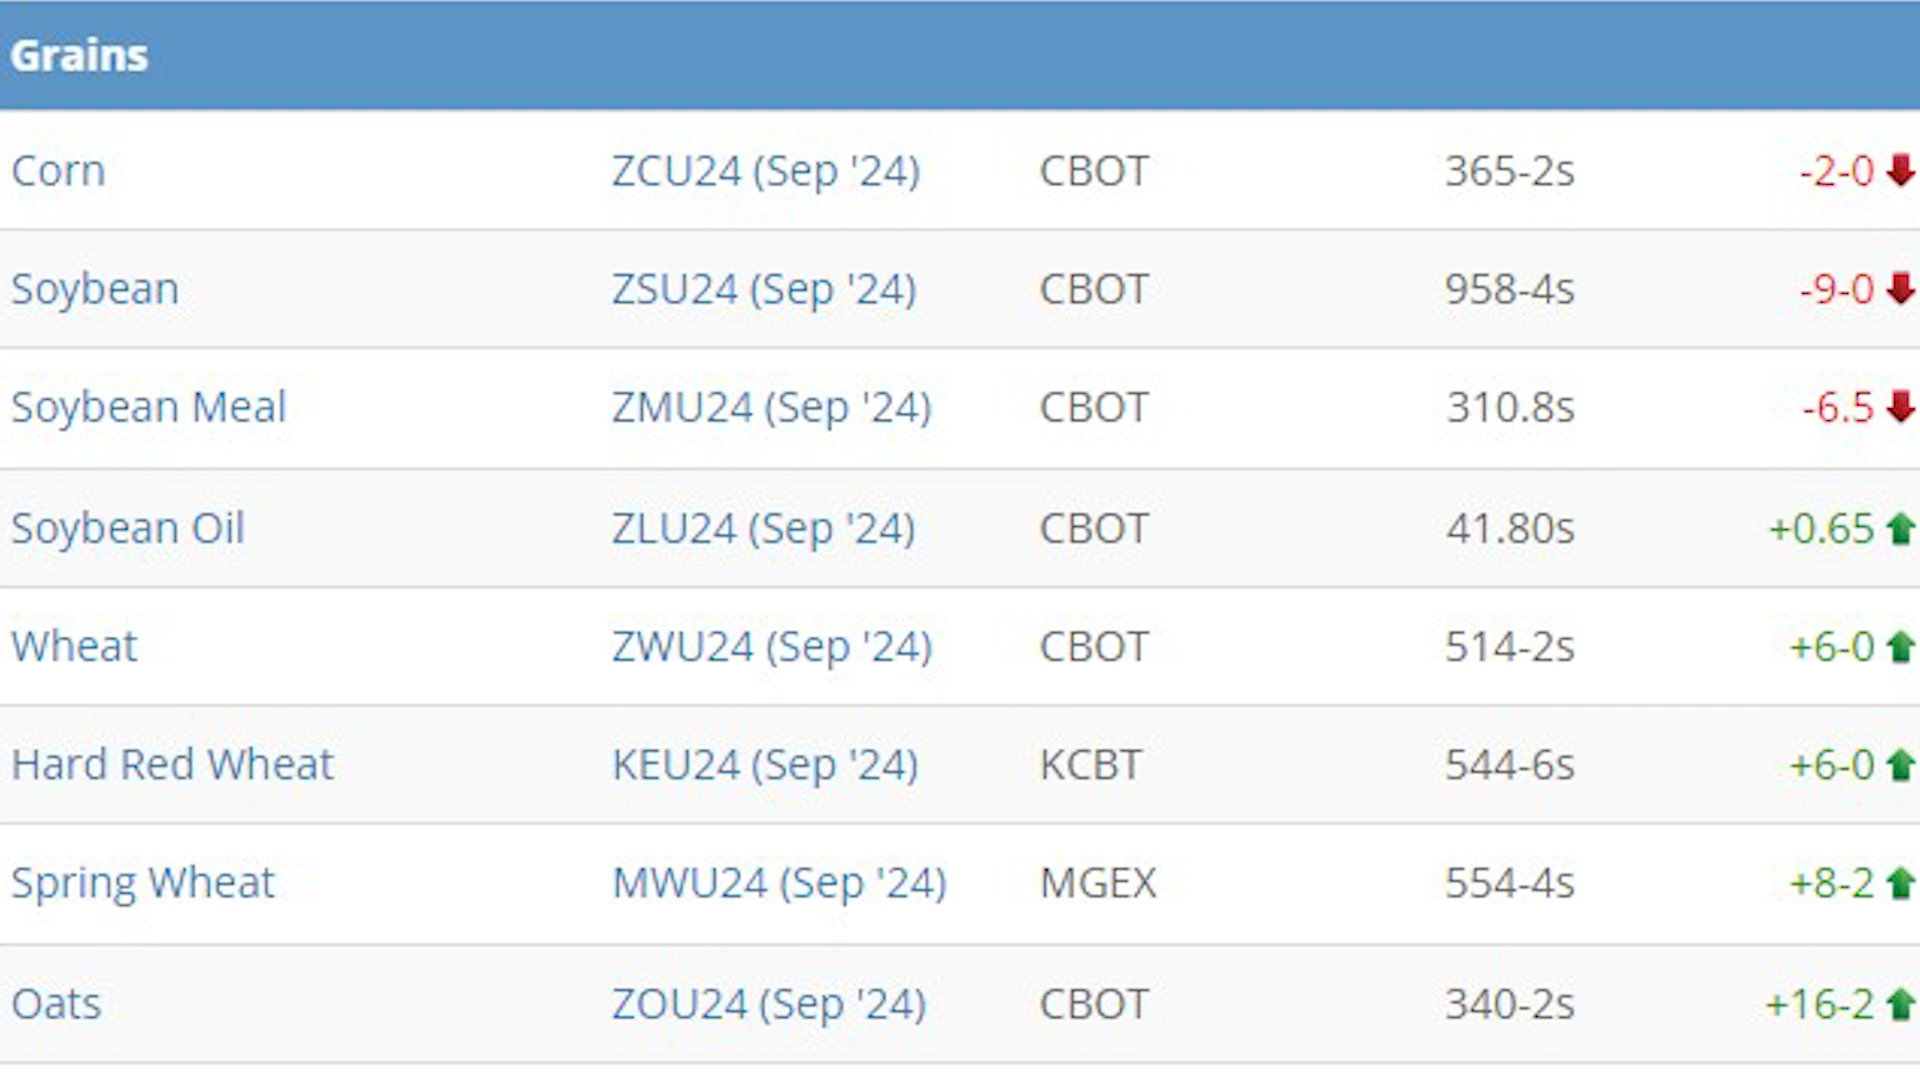 Grains
Corn ZCU24 (Sep '24) CBOT 365-2s -2-0
Soybean ZSU24 (Sep '24) CBOT 958-4s -9-0
Soybean Meal ZMU24 (Sep '24) CBOT 310.8s -6.5
Soybean Oil ZLU24 (Sep '24) CBOT 41.80s +0.65
Wheat ZWU24 (Sep '24) CBOT 514-2s +6-0
Hard Red Wheat KEU24 (Sep '24) KCBT 544-6s +6-0
Spring Wheat MWU24 (Sep '24) MGEX 554-4s +8-2
Oats ZOU24 (Sep '24) CBOT 340-2s +16-2